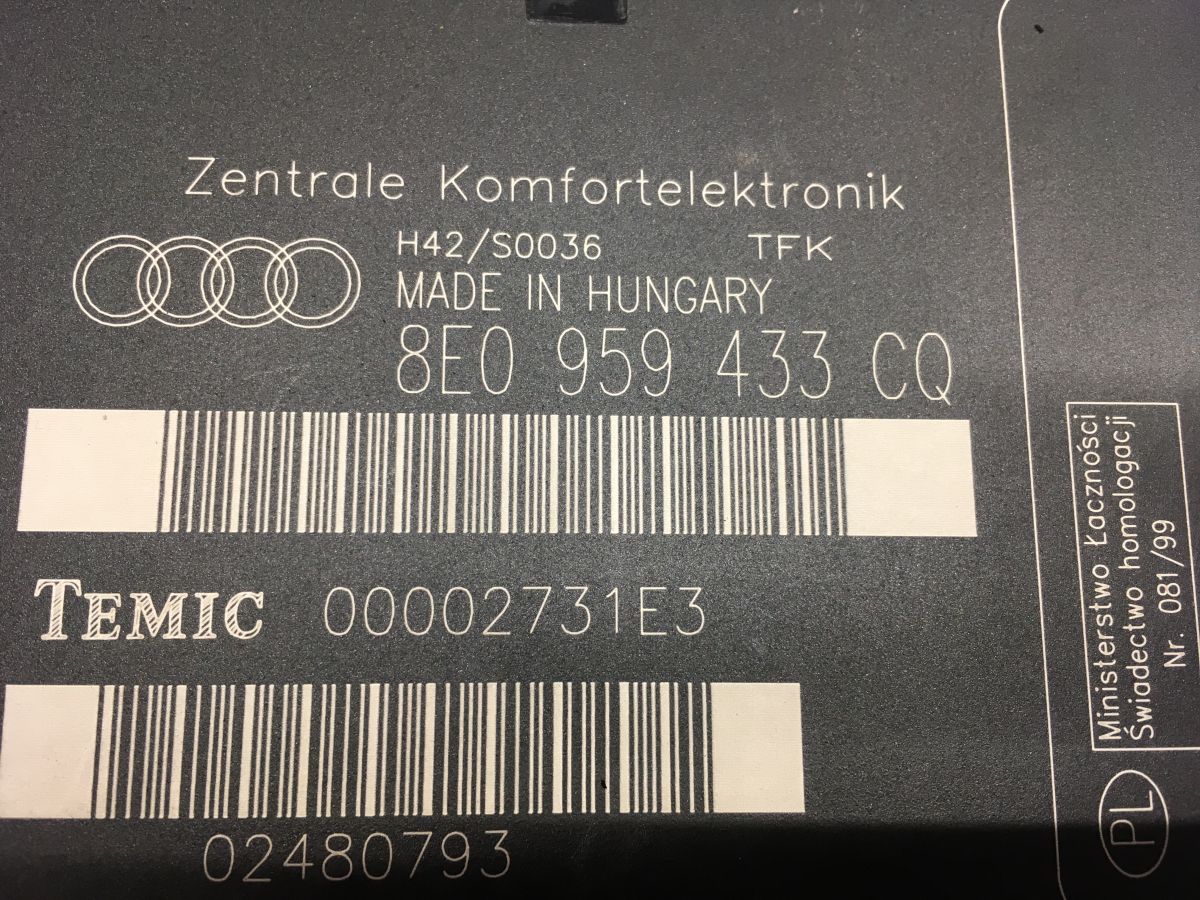 Zentrale Komfortelektronik
H42/S0036 TFK
MADE IN HUNGARY
8E0 959 433 CQ
TEMIC 00002731E3
02480793
Ministerstwo Łączności
Świadectwo homologacji
Nr. 081/99
PL